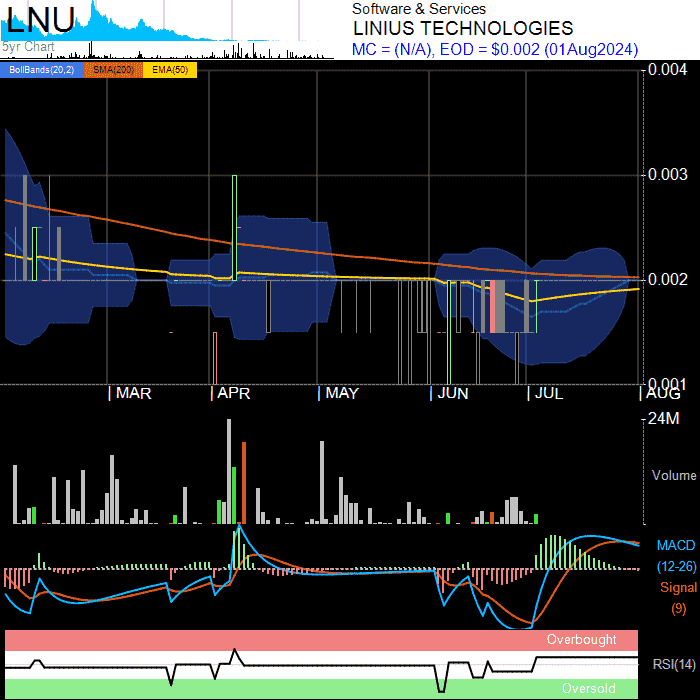 LNU
5yr Chart
Software & Services
LINIUS TECHNOLOGIES
MC = (N/A), EOD = $0.002 (01Aug2024)
BollBands(20,2) SMA(200) EMA(50)
0.004
0.003
0.002
0.001
MAR APR MAY JUN JUL AUG
24M
Volume
MACD
(12-26)
Signal
(9)
Overbought
RSI(14)
Oversold